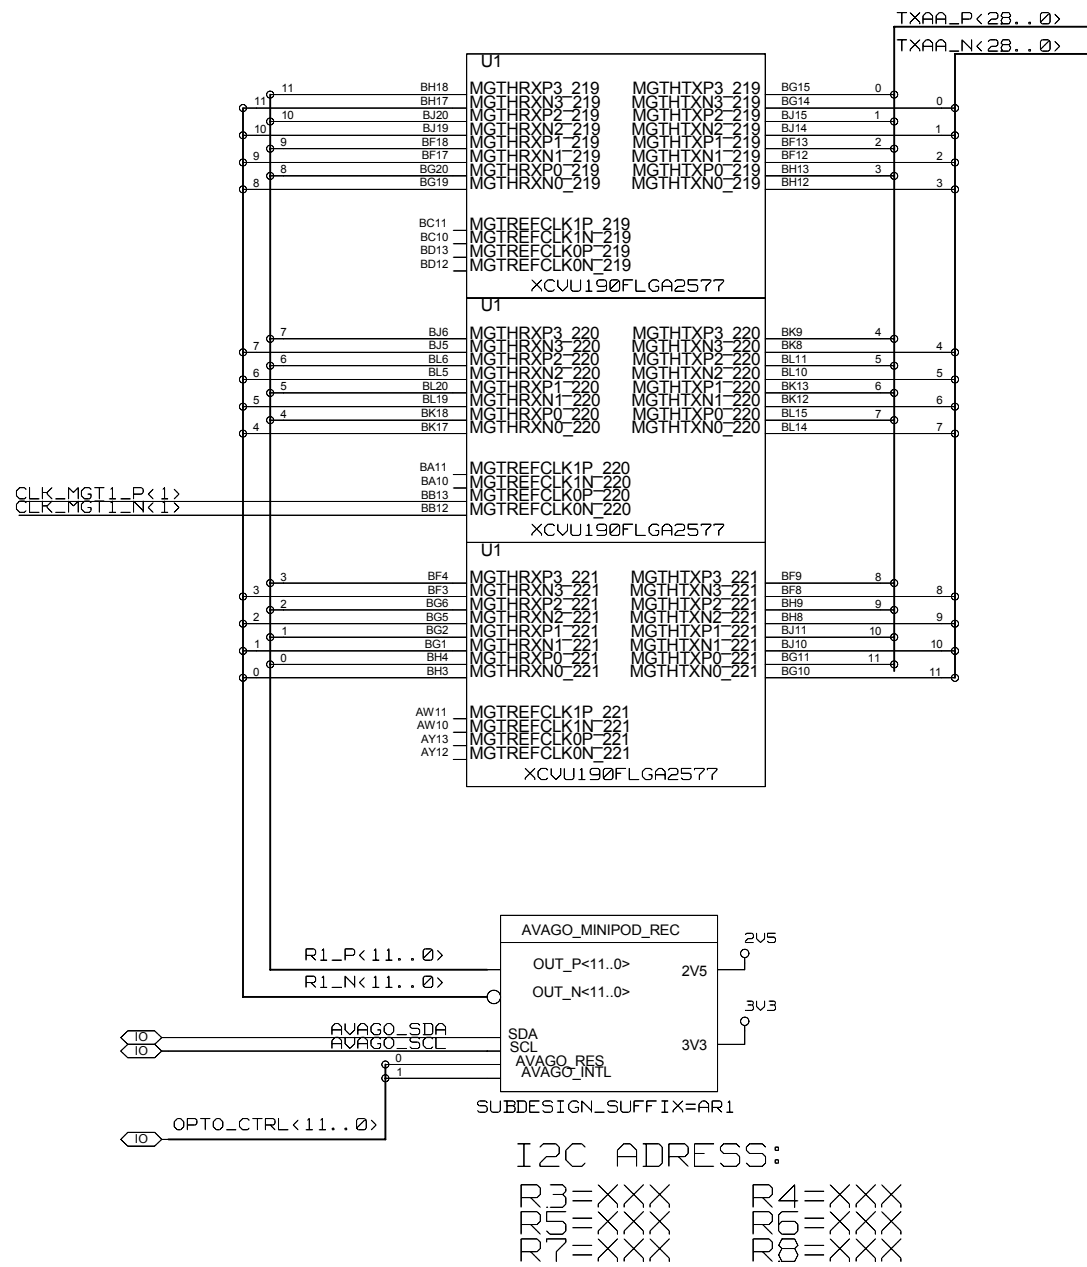 TXAA_P<28..0>
TXAA_N<28..0>
U1
11 BH18 MGTHRXP3_219 MGTHTXP3_219 BG15 0
11 BH17 MGTHRXN3_219 MGTHTXN3_219 BG14 0
10 BJ20 MGTHRXP2_219 MGTHTXP2_219 BJ15 1
10 BJ19 MGTHRXN2_219 MGTHTXN2_219 BJ14 1
9 BF18 MGTHRXP1_219 MGTHTXP1_219 BF13 2
9 BF17 MGTHRXN1_219 MGTHTXN1_219 BF12 2
8 BG20 MGTHRXP0_219 MGTHTXP0_219 BH13 3
8 BG19 MGTHRXN0_219 MGTHTXN0_219 BH12 3
BC11 MGTREFCLK1P_219
BC10 MGTREFCLK1N_219
BD13 MGTREFCLK0P_219
BD12 MGTREFCLK0N_219
XCVU190FLGA2577
U1
7 BJ6 MGTHRXP3_220 MGTHTXP3_220 BK9 4
7 BJ5 MGTHRXN3_220 MGTHTXN3_220 BK8 4
6 BL6 MGTHRXP2_220 MGTHTXP2_220 BL11 5
6 BL5 MGTHRXN2_220 MGTHTXN2_220 BL10 5
5 BL20 MGTHRXP1_220 MGTHTXP1_220 BK13 6
5 BL19 MGTHRXN1_220 MGTHTXN1_220 BK12 6
4 BK18 MGTHRXP0_220 MGTHTXP0_220 BL15 7
4 BK17 MGTHRXN0_220 MGTHTXN0_220 BL14 7
BA11 MGTREFCLK1P_220
BA10 MGTREFCLK1N_220
CLK_MGT1_P<1> BB13 MGTREFCLK0P_220
CLK_MGT1_N<1> BB12 MGTREFCLK0N_220
XCVU190FLGA2577
U1
3 BF4 MGTHRXP3_221 MGTHTXP3_221 BF9 8
3 BF3 MGTHRXN3_221 MGTHTXN3_221 BF8 8
2 BG6 MGTHRXP2_221 MGTHTXP2_221 BH9 9
2 BG5 MGTHRXN2_221 MGTHTXN2_221 BH8 9
1 BG2 MGTHRXP1_221 MGTHTXP1_221 BJ11 10
1 BG1 MGTHRXN1_221 MGTHTXN1_221 BJ10 10
0 BH4 MGTHRXP0_221 MGTHTXP0_221 BG11 11
0 BH3 MGTHRXN0_221 MGTHTXN0_221 BG10 11
AW11 MGTREFCLK1P_221
AW10 MGTREFCLK1N_221
AY13 MGTREFCLK0P_221
AY12 MGTREFCLK0N_221
XCVU190FLGA2577
AVAGO_MINIPOD_REC
2V5
R1_P<11..0> OUT_P<11..0> 2V5
R1_N<11..0> OUT_N<11..0>
3V3
IO AVAGO_SDA SDA
IO AVAGO_SCL SCL 3V3
0 AVAGO_RES
1 AVAGO_INTL
SUBDESIGN_SUFFIX=AR1
IO OPTO_CTRL<11..0>
I2C ADRESS:
R3=XXX R4=XXX
R5=XXX R6=XXX
R7=XXX R8=XXX